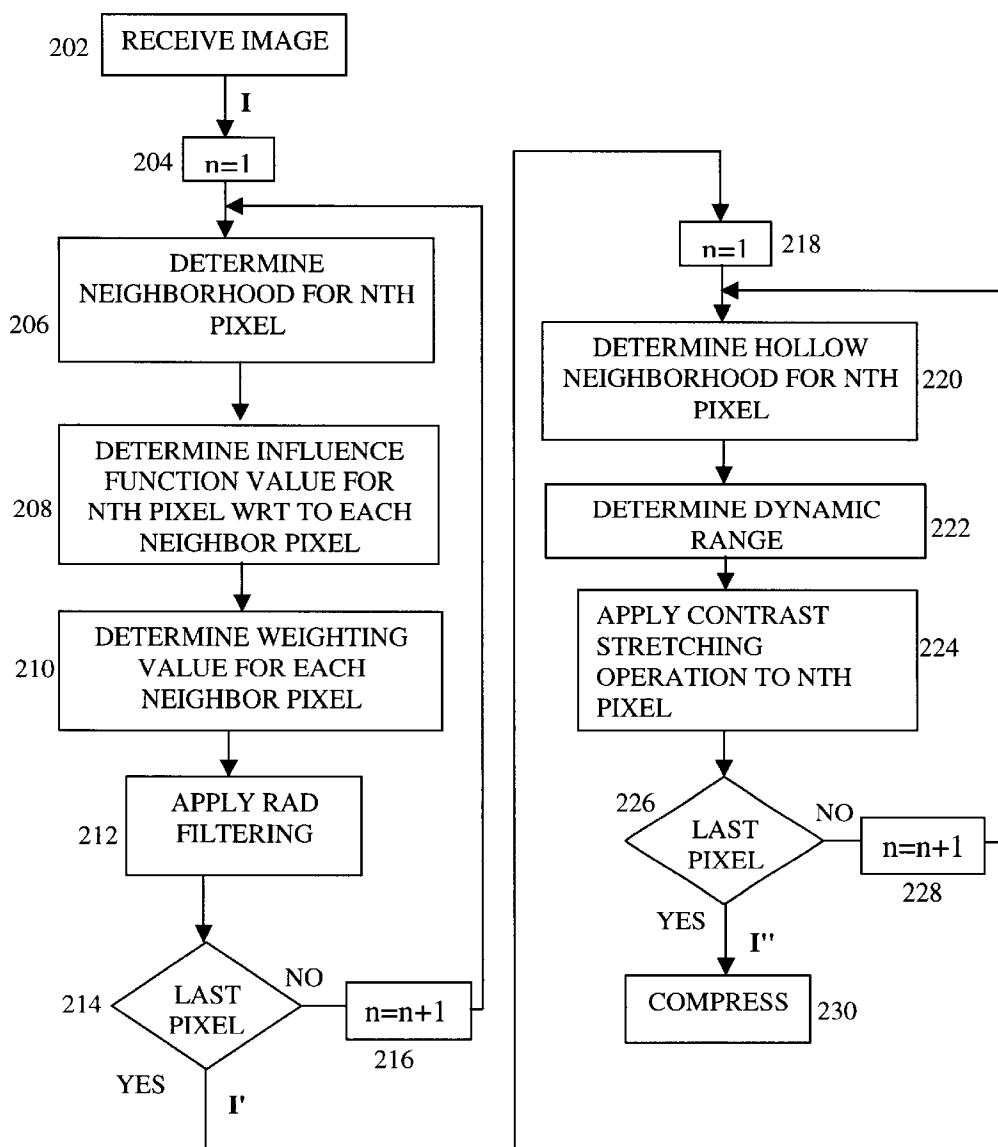 202
RECEIVE IMAGE
I
204
n=1
206
DETERMINE
NEIGHBORHOOD FOR NTH
PIXEL
208
DETERMINE INFLUENCE
FUNCTION VALUE FOR
NTH PIXEL WRT TO EACH
NEIGHBOR PIXEL
210
DETERMINE WEIGHTING
VALUE FOR EACH
NEIGHBOR PIXEL
212
APPLY RAD
FILTERING
214
LAST
PIXEL
NO
n=n+1
216
YES
I'
n=1
218
DETERMINE HOLLOW
NEIGHBORHOOD FOR NTH
PIXEL
220
DETERMINE DYNAMIC
RANGE
222
APPLY CONTRAST
STRETCHING
OPERATION TO NTH
PIXEL
224
226
LAST
PIXEL
NO
n=n+1
228
YES
I"
COMPRESS
230